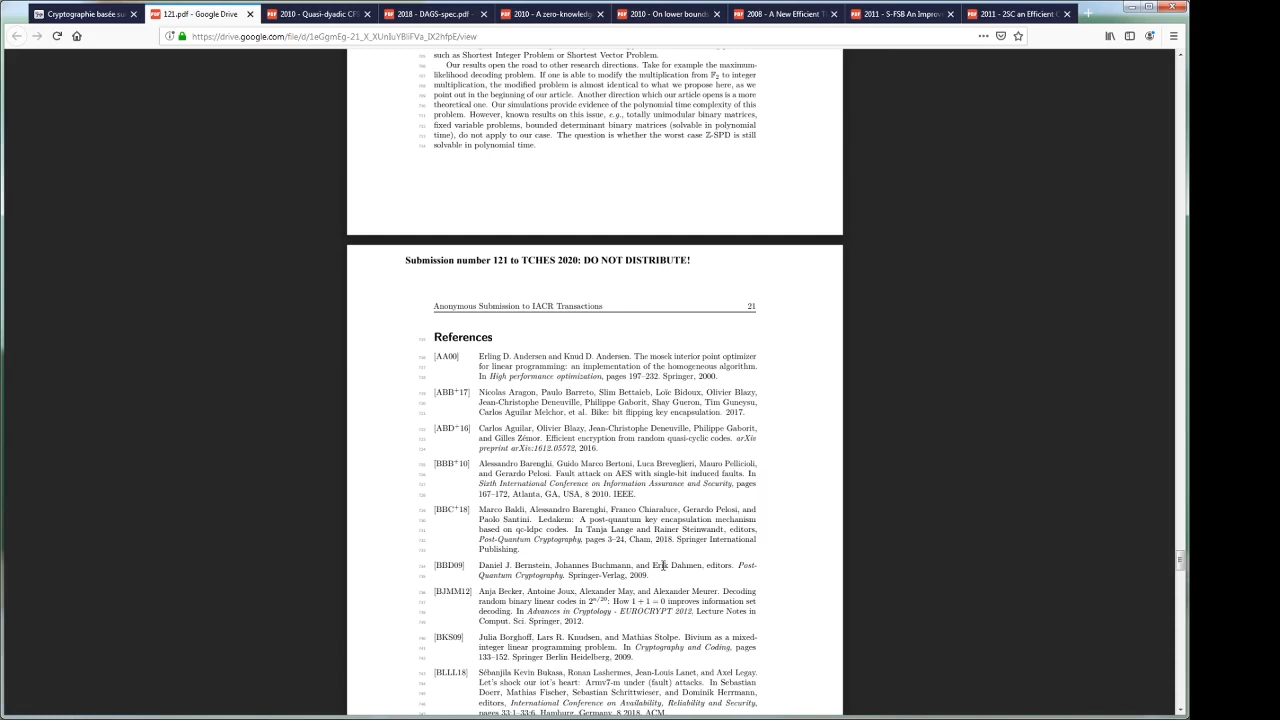 Cryptographie basée su
121.pdf - Google Drive
2010 - Quasi-dyadic CFS
2018 - DAGS-spec.pdf -
2010 - A zero-knowledg
2010 - On lower bounds
2008 - A New Efficient T
2011 - S-FSB An Improv
2011 - 2SC an Efficient C
https://drive.google.com/file/d/1eGgmEg-21_X_XUnIuYBliFVa_IX2hfpE/view
such as Shortest Integer Problem or Shortest Vector Problem.
Our results open the road to other research directions. Take for example the maximum-
likelihood decoding problem. If one is able to modify the multiplication from 𝔽2 to integer
multiplication, the modified problem is almost identical to what we propose here, as we
point out in the beginning of our article. Another direction which our article opens is a more
theoretical one. Our simulations provide evidence of the polynomial time complexity of this
problem. However, known results on this issue, e.g., totally unimodular binary matrices,
fixed variable problems, bounded determinant binary matrices (solvable in polynomial
time), do not apply to our case. The question is whether the worst case ℤ-SPD is still
solvable in polynomial time.
Submission number 121 to TCHES 2020: DO NOT DISTRIBUTE!
Anonymous Submission to IACR Transactions 21
References
[AA00] Erling D. Andersen and Knud D. Andersen. The mosek interior point optimizer
for linear programming: an implementation of the homogeneous algorithm.
In High performance optimization, pages 197–232. Springer, 2000.
[ABB+17] Nicolas Aragon, Paulo Barreto, Slim Bettaieb, Loïc Bidoux, Olivier Blazy,
Jean-Christophe Deneuville, Philippe Gaborit, Shay Gueron, Tim Guneysu,
Carlos Aguilar Melchor, et al. Bike: bit flipping key encapsulation. 2017.
[ABD+16] Carlos Aguilar, Olivier Blazy, Jean-Christophe Deneuville, Philippe Gaborit,
and Gilles Zémor. Efficient encryption from random quasi-cyclic codes. arXiv
preprint arXiv:1612.05572, 2016.
[BBB+10] Alessandro Barenghi, Guido Marco Bertoni, Luca Breveglieri, Mauro Pellicioli,
and Gerardo Pelosi. Fault attack on AES with single-bit induced faults. In
Sixth International Conference on Information Assurance and Security, pages
167–172, Atlanta, GA, USA, 8 2010. IEEE.
[BBC+18] Marco Baldi, Alessandro Barenghi, Franco Chiaraluce, Gerardo Pelosi, and
Paolo Santini. Ledakem: A post-quantum key encapsulation mechanism
based on qc-ldpc codes. In Tanja Lange and Rainer Steinwandt, editors,
Post-Quantum Cryptography, pages 3–24, Cham, 2018. Springer International
Publishing.
[BBD09] Daniel J. Bernstein, Johannes Buchmann, and Erik Dahmen, editors. Post-
Quantum Cryptography. Springer-Verlag, 2009.
[BJMM12] Anja Becker, Antoine Joux, Alexander May, and Alexander Meurer. Decoding
random binary linear codes in 2^n/20: How 1 + 1 = 0 improves information set
decoding. In Advances in Cryptology - EUROCRYPT 2012, Lecture Notes in
Comput. Sci. Springer, 2012.
[BKS09] Julia Borghoff, Lars R. Knudsen, and Mathias Stolpe. Bivium as a mixed-
integer linear programming problem. In Cryptography and Coding, pages
133–152. Springer Berlin Heidelberg, 2009.
[BLLL18] Sébanjila Kevin Bukasa, Ronan Lashermes, Jean-Louis Lanet, and Axel Legay.
Let's shock our iot's heart: Armv7-m under (fault) attacks. In Sebastian
Doerr, Mathias Fischer, Sebastian Schrittwieser, and Dominik Herrmann,
editors, International Conference on Availability, Reliability and Security,
pages 33:1–33:6, Hamburg, Germany, 8 2018. ACM.